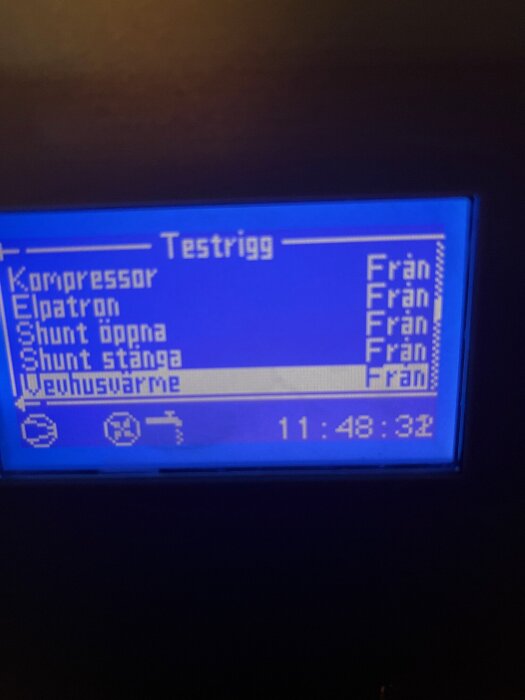 Testrigg
Kompressor Från
Elpatron Från
Shunt öppna Från
Shunt stänga Från
Vevhusvärme Från
11:48:32